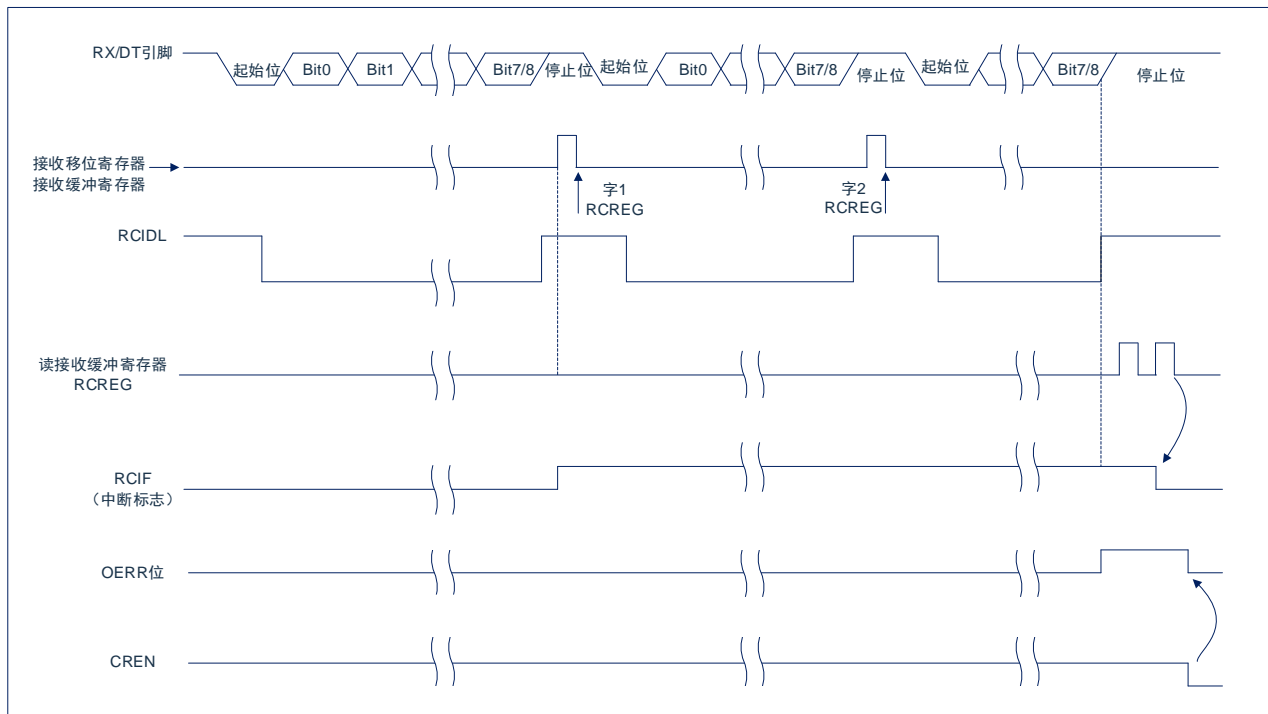 RX/DT引脚
起始位 Bit0 Bit1 Bit7/8 停止位 起始位 Bit0 Bit7/8 停止位 起始位 Bit7/8 停止位
接收移位寄存器
接收缓冲寄存器
字1
RCREG
字2
RCREG
RCIDL
读接收缓冲寄存器
RCREG
RCIF
（中断标志）
OERR位
CREN